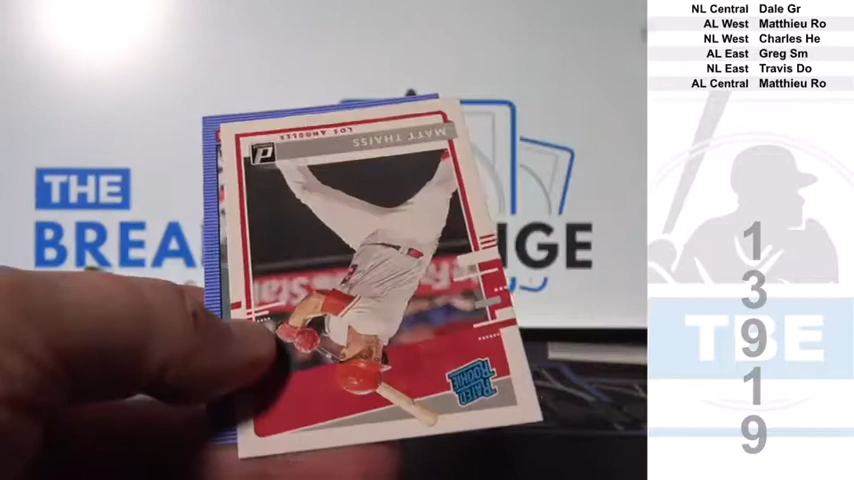 NL Central Dale Gr
AL West Matthieu Ro
NL West Charles He
AL East Greg Sm
NL East Travis Do
AL Central Matthieu Ro
LOS ANGELES
MATT THAISS
P
THE
BREA NGE
RATED
ROOKIE
TBE
1
3
9
1
9